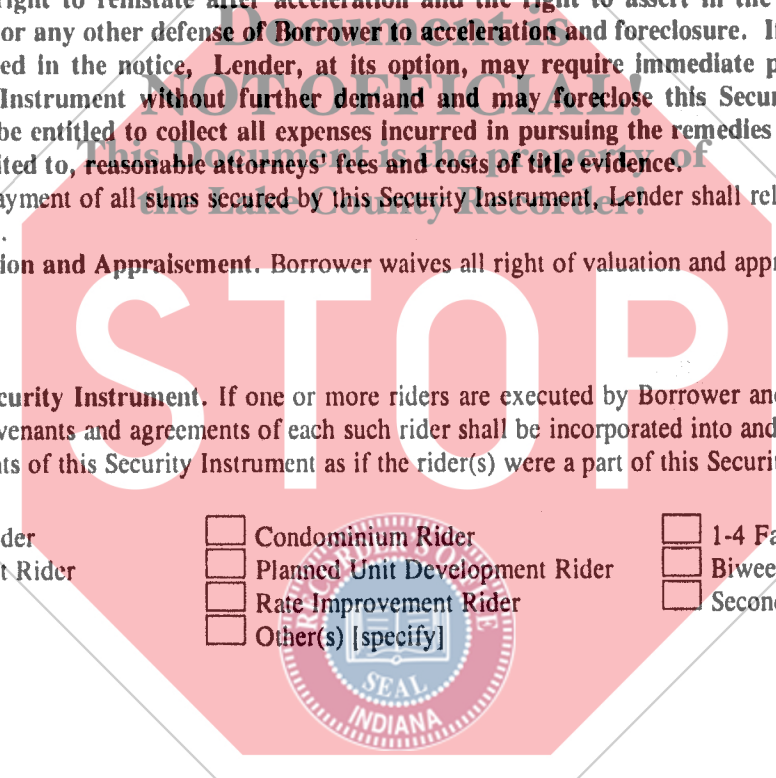 right to reinstate after acceleration and the right to assert in the
or any other defense of Borrower to acceleration and foreclosure. I
Document is
ed in the notice, Lender, at its option, may require immediate p
NOT OFFICIAL!
Instrument without further demand and may foreclose this Secu
be entitled to collect all expenses incurred in pursuing the remedies
This Document is the property of
ited to, reasonable attorneys' fees and costs of title evidence.
ayment of all sums secured by this Security Instrument, Lender shall rel
the Lake County Recorder!
.
ion and Appraisement. Borrower waives all right of valuation and appr
STOP
curity Instrument. If one or more riders are executed by Borrower an
venants and agreements of each such rider shall be incorporated into and
ts of this Security Instrument as if the rider(s) were a part of this Securi
der Condominium Rider 1-4 Fa
t Rider Planned Unit Development Rider Biwee
Rate Improvement Rider Secon
Other(s) [specify]
RECORDER'S OFFICE
SEAL
INDIANA